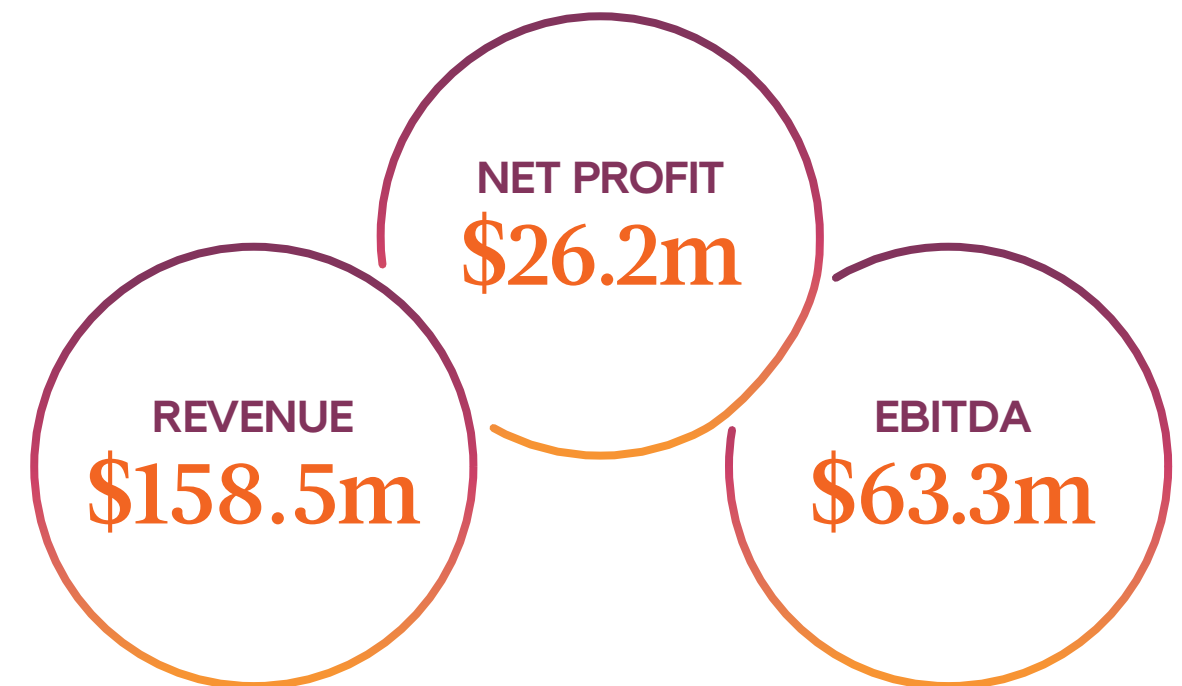 NET PROFIT
$26.2m
REVENUE
$158.5m
EBITDA
$63.3m